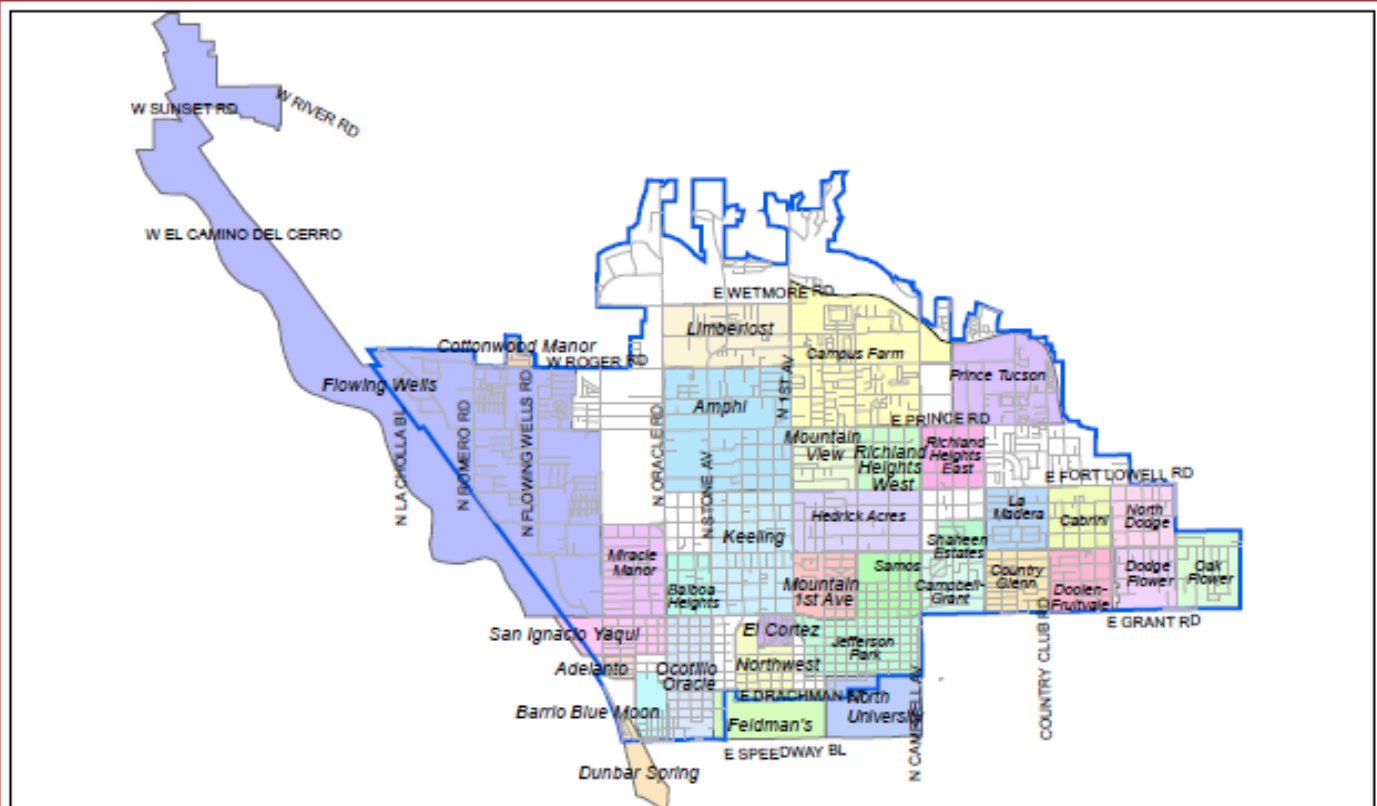 W SUNSET RD
W RIVER RD
W EL CAMINO DEL CERRO
E WETMORE RD
Limberlost
Cottonwood Manor
W ROGER RD
Campus Farm
Prince Tucson
Flowing Wells
Amphi
N 1ST AV
E PRINCE RD
N LA CHOLLA BL
N ROMERO RD
N FLOWING WELLS RD
N ORACLE RD
N STONE AV
Mountain
View
Richland
Heights
West
Richland
Heights
East
E FORT LOWELL RD
Hedrick Acres
La
Madera
Cabrini
North
Dodge
Keeling
Shaheen
Estates
Miracle
Manor
Balboa
Heights
Mountain
1st Ave
Samos
Campbell-
Grant
Country
Glenn
Doolen-
Fruitvale
Dodge
Flower
Oak
Flower
E GRANT RD
San Ignacio Yaqui
El Cortez
Jefferson
Park
Adelanto
Ocotillo
Oracle
Northwest
E DRACHMAN
North
University
N CAMPBELL AV
COUNTRY CLUB RD
Barrio Blue Moon
Feldman's
E SPEEDWAY BL
Dunbar Spring